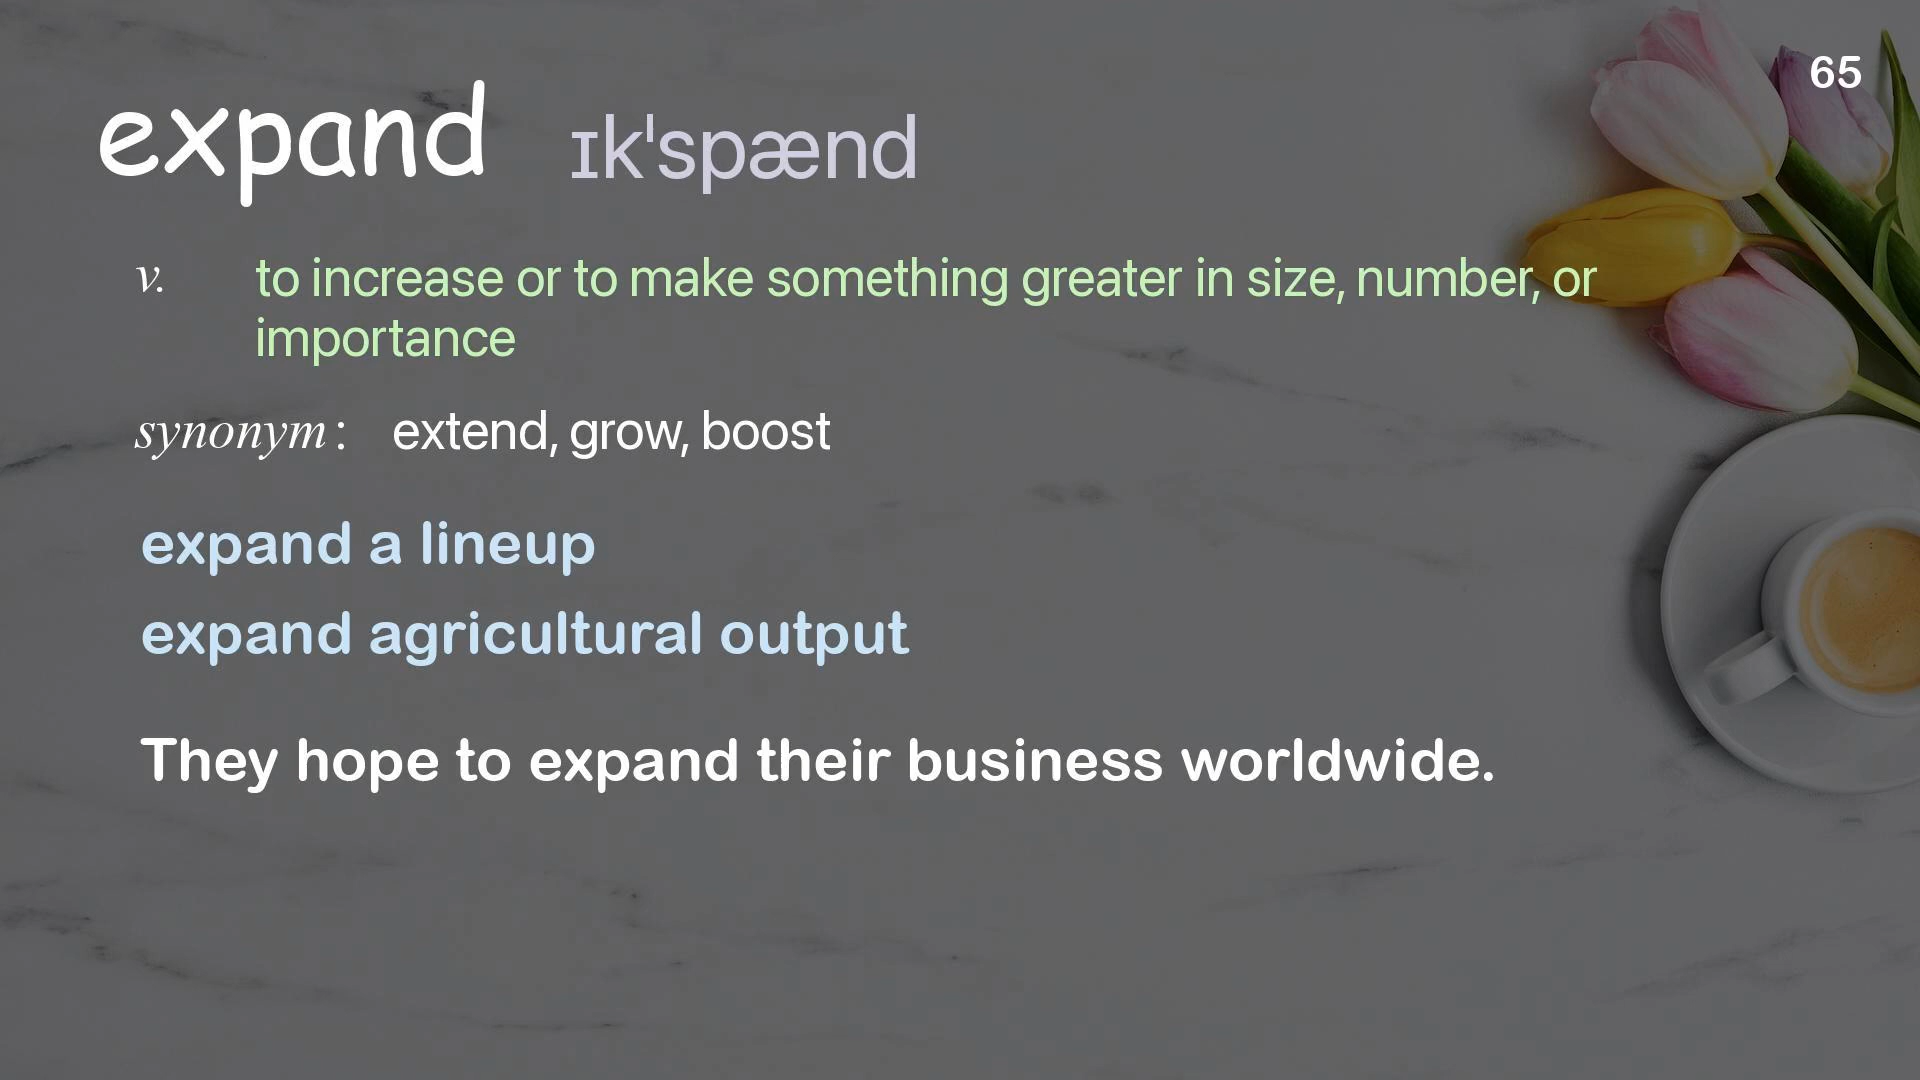 65
expand ɪkˈspænd
v. to increase or to make something greater in size, number, or
importance
synonym: extend, grow, boost
expand a lineup
expand agricultural output
They hope to expand their business worldwide.